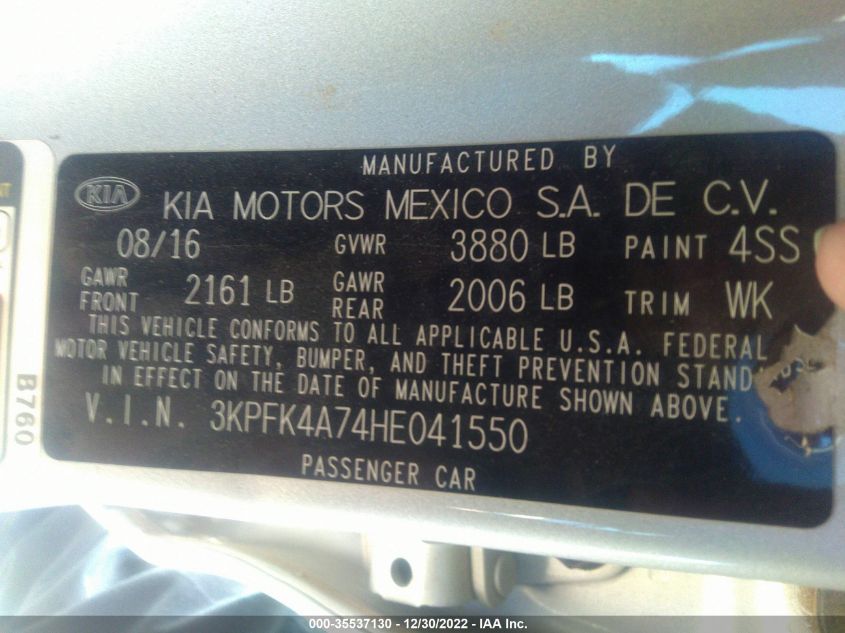 MANUFACTURED BY
KIA KIA MOTORS MEXICO S.A. DE C.V.
08/16 GVWR 3880 LB PAINT 4SS
GAWR FRONT 2161 LB GAWR REAR 2006 LB TRIM WK
THIS VEHICLE CONFORMS TO ALL APPLICABLE U.S.A. FEDERAL
MOTOR VEHICLE SAFETY, BUMPER, AND THEFT PREVENTION STAND
IN EFFECT ON THE DATE OF MANUFACTURE SHOWN ABOVE.
V.I.N. 3KPFK4A74HE041550
PASSENGER CAR
B760
000-35537130 - 12/30/2022 - IAA Inc.